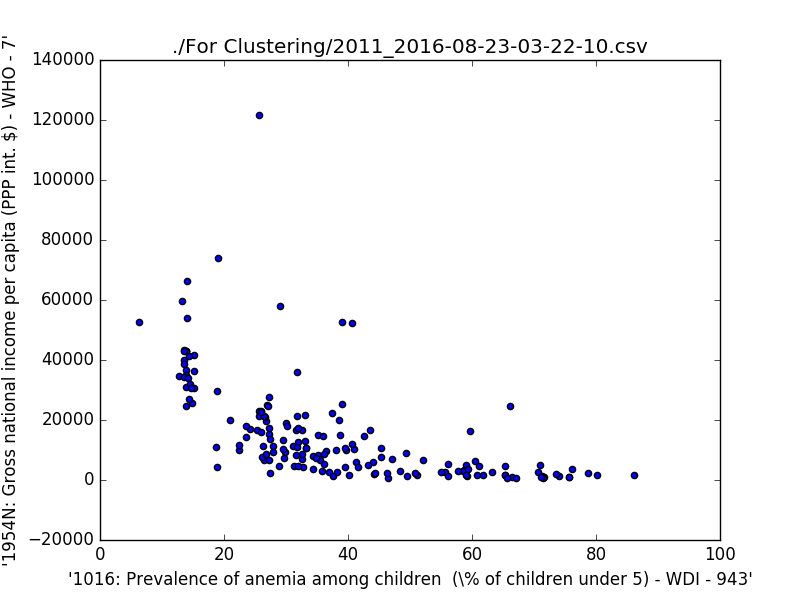 ./For Clustering/2011_2016-08-23-03-22-10.csv
'1954N: Gross national income per capita (PPP int. $) - WHO - 7'
140000
120000
100000
80000
60000
40000
20000
0
−20000
0 20 40 60 80 100
'1016: Prevalence of anemia among children  (\% of children under 5) - WDI - 943'